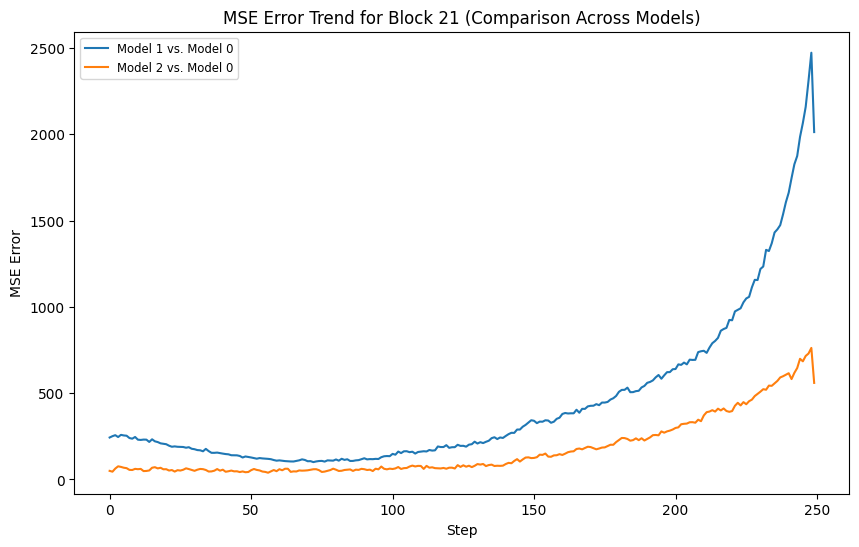 MSE Error Trend for Block 21 (Comparison Across Models)
Model 1 vs. Model 0
Model 2 vs. Model 0
MSE Error
2500
2000
1500
1000
500
0
0 50 100 150 200 250
Step